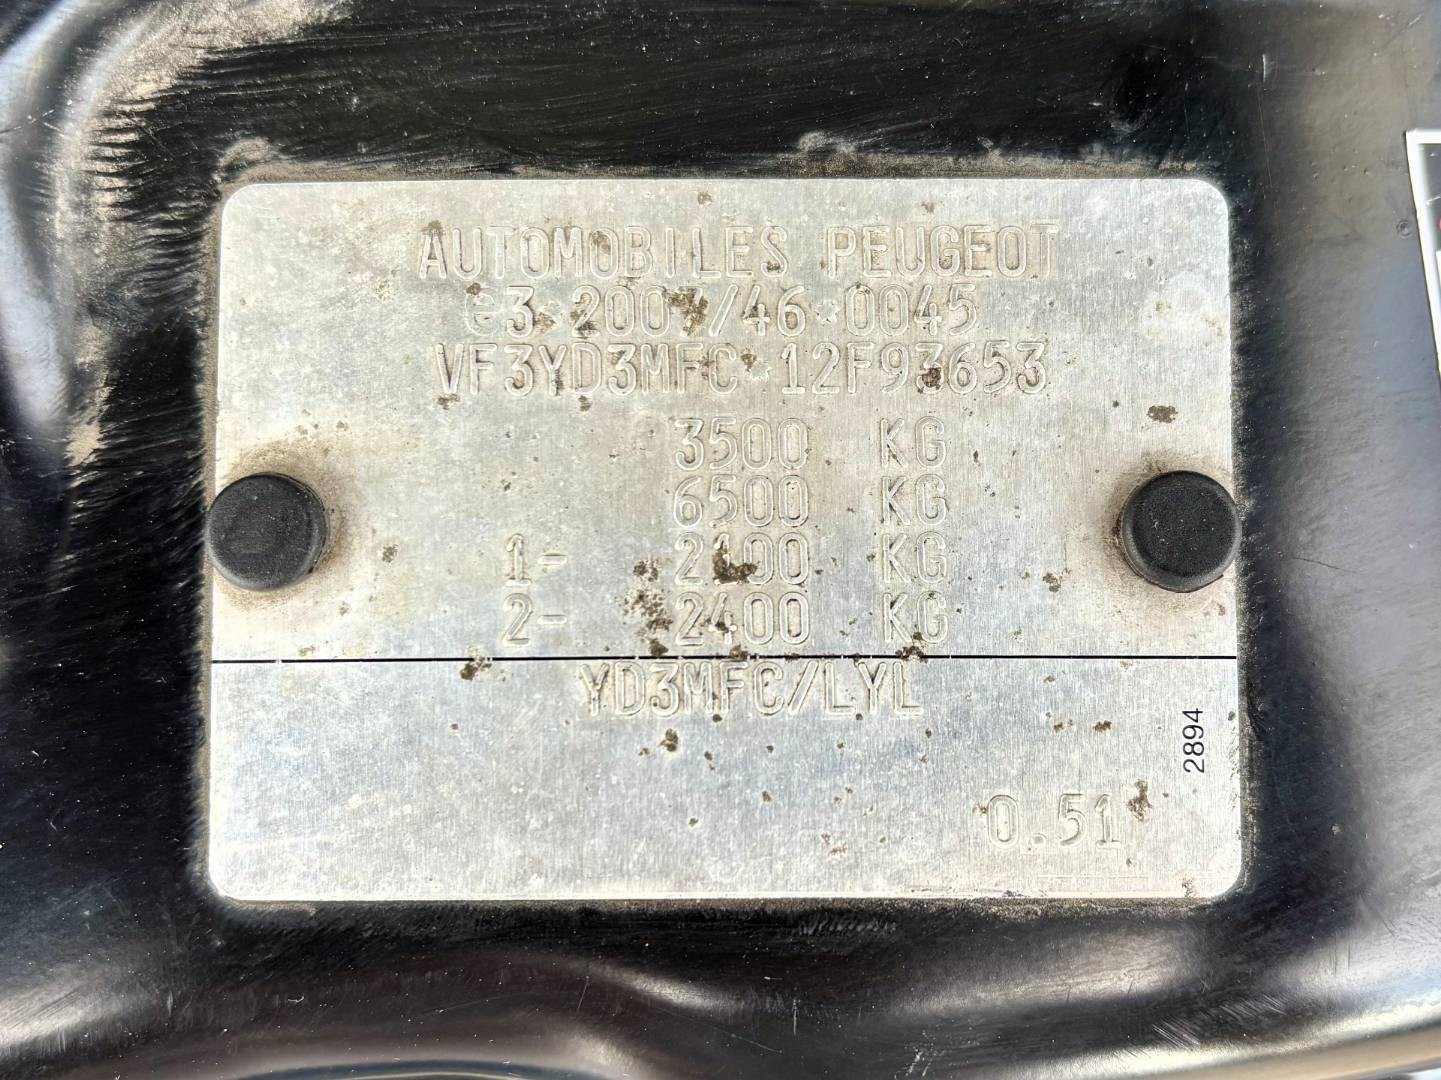 AUTOMOBILES PEUGEOT
e3*2007/46*0045
VF3YD3MFC*12F93653
3500 KG
6500 KG
1- 2100 KG
2- 2400 KG
YD3MFC/LYL
2894
0.51